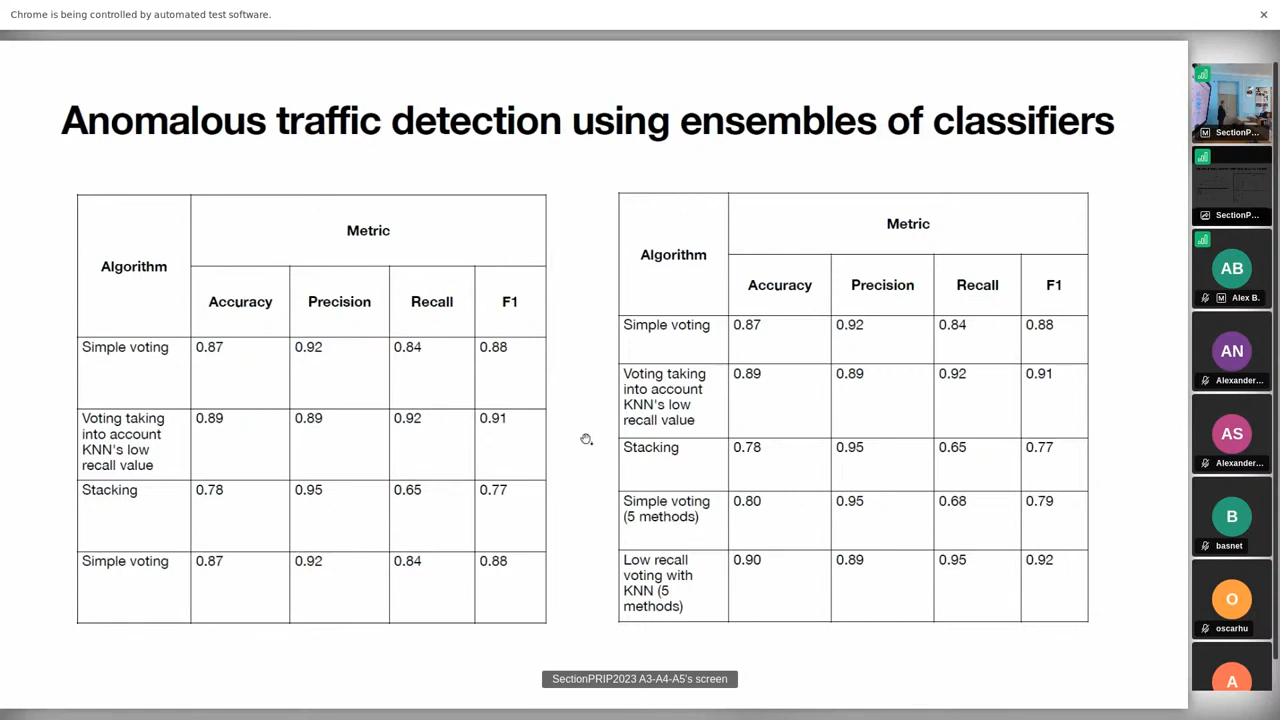 Chrome is being controlled by automated test software.
Anomalous traffic detection using ensembles of classifiers
Algorithm
Metric
Accuracy Precision Recall F1
Simple voting 0.87 0.92 0.84 0.88
Voting taking 0.89 0.89 0.92 0.91
into account
KNN's low
recall value
Stacking 0.78 0.95 0.65 0.77
Simple voting 0.87 0.92 0.84 0.88
Algorithm
Metric
Accuracy Precision Recall F1
Simple voting 0.87 0.92 0.84 0.88
Voting taking 0.89 0.89 0.92 0.91
into account
KNN's low
recall value
Stacking 0.78 0.95 0.65 0.77
Simple voting 0.80 0.95 0.68 0.79
(5 methods)
Low recall 0.90 0.89 0.95 0.92
voting with
KNN (5
methods)
SectionPRIP2023 A3-A4-A5's screen
SectionP...
SectionP...
AB
Alex B.
AN
Alexander...
AS
Alexander...
B
basnet
O
oscarhu
A